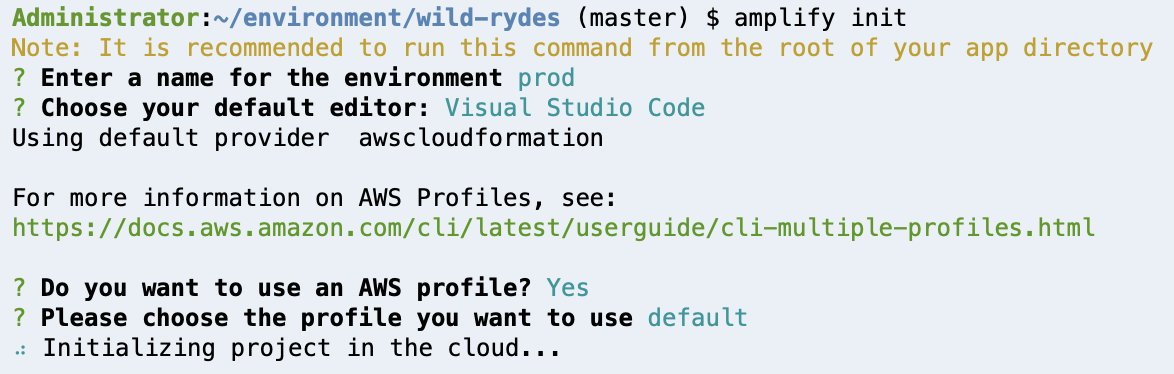 Administrator:~/environment/wild-rydes (master) $ amplify init
Note: It is recommended to run this command from the root of your app directory
? Enter a name for the environment prod
? Choose your default editor: Visual Studio Code
Using default provider  awscloudformation
For more information on AWS Profiles, see:
https://docs.aws.amazon.com/cli/latest/userguide/cli-multiple-profiles.html
? Do you want to use an AWS profile? Yes
? Please choose the profile you want to use default
⠴ Initializing project in the cloud...